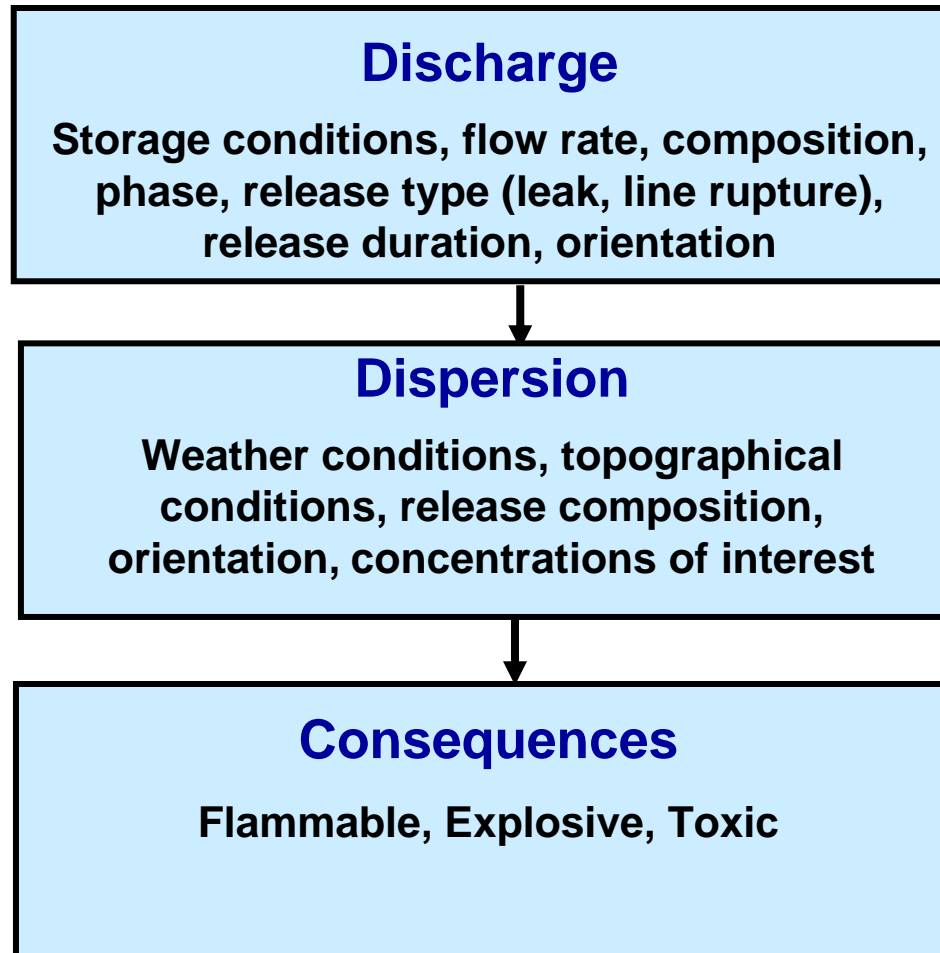 Discharge
Storage conditions, flow rate, composition,
phase, release type (leak, line rupture),
release duration, orientation
Dispersion
Weather conditions, topographical
conditions, release composition,
orientation, concentrations of interest
Consequences
Flammable, Explosive, Toxic